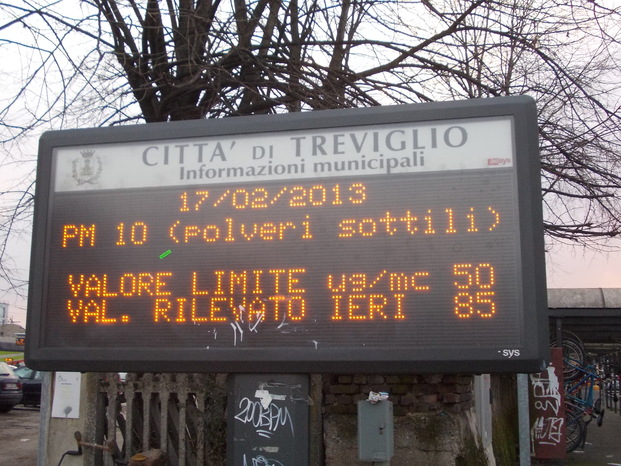 CITTA' DI TREVIGLIO
Informazioni municipali
17/02/2013
PM 10 (polveri sottili)
VALORE LIMITE ug/mc 50
VAL. RILEVATO IERI 85
-sys